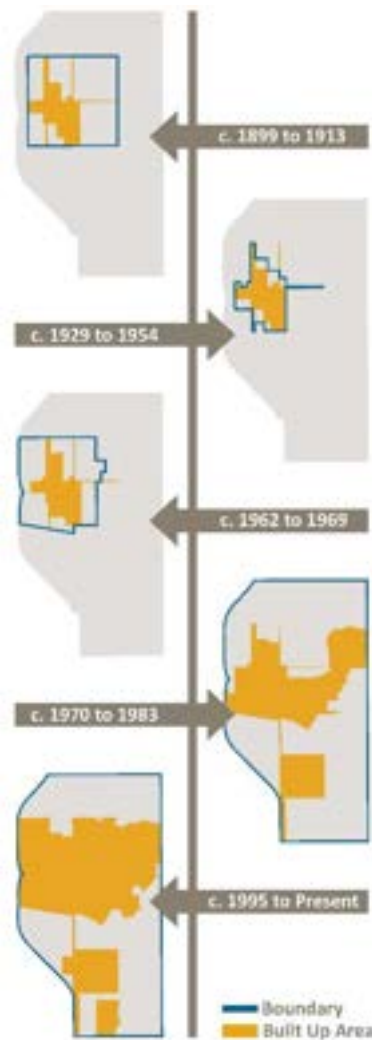 c. 1899 to 1913
c. 1929 to 1954
c. 1962 to 1969
c. 1970 to 1983
c. 1995 to Present
Boundary
Built Up Area